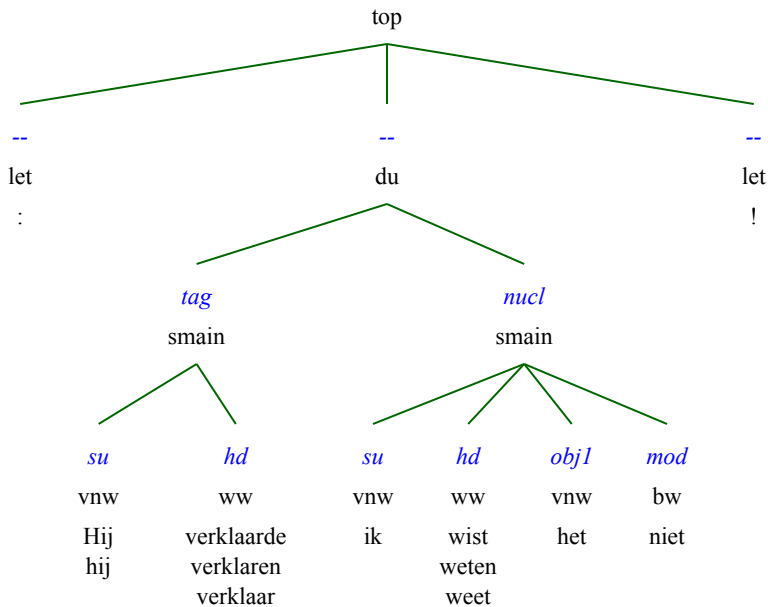 top
-- -- --
let du let
: !
tag nucl
smain smain
su hd su hd obj1 mod
vnw ww vnw ww vnw bw
Hij verklaarde ik wist het niet
hij verklaren weten
verklaar weet